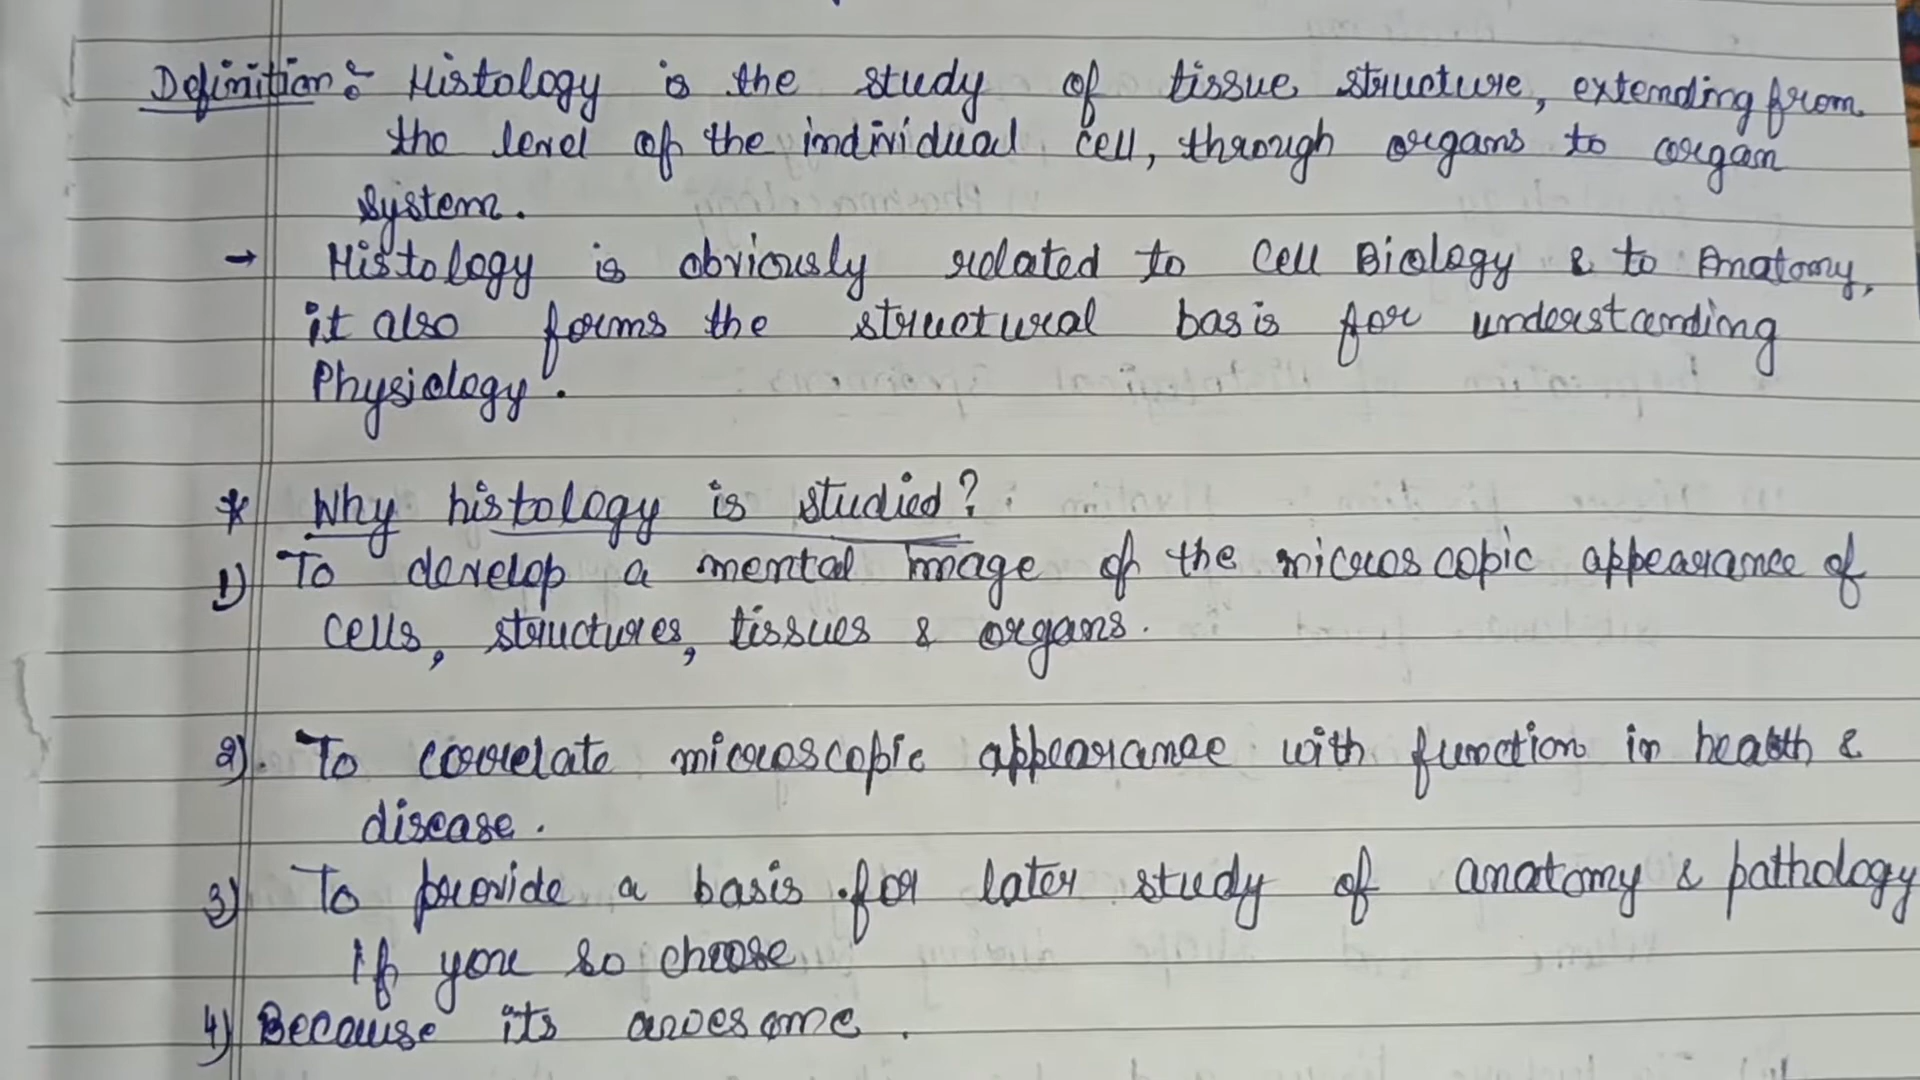 Definition:- Histology is the study of tissue structure, extending from
the level of the individual cell, through organs to organ
system.
→ Histology is obviously related to Cell Biology & to Anatomy,
it also forms the structural basis for understanding
Physiology.
* Why histology is studied?
1) To develop a mental image of the microscopic appearance of
cells, structures, tissues & organs.
2). To correlate microscopic appearance with function in health &
disease.
3) To provide a basis for later study of anatomy & pathology
If you so choose
4) Because its awesome.